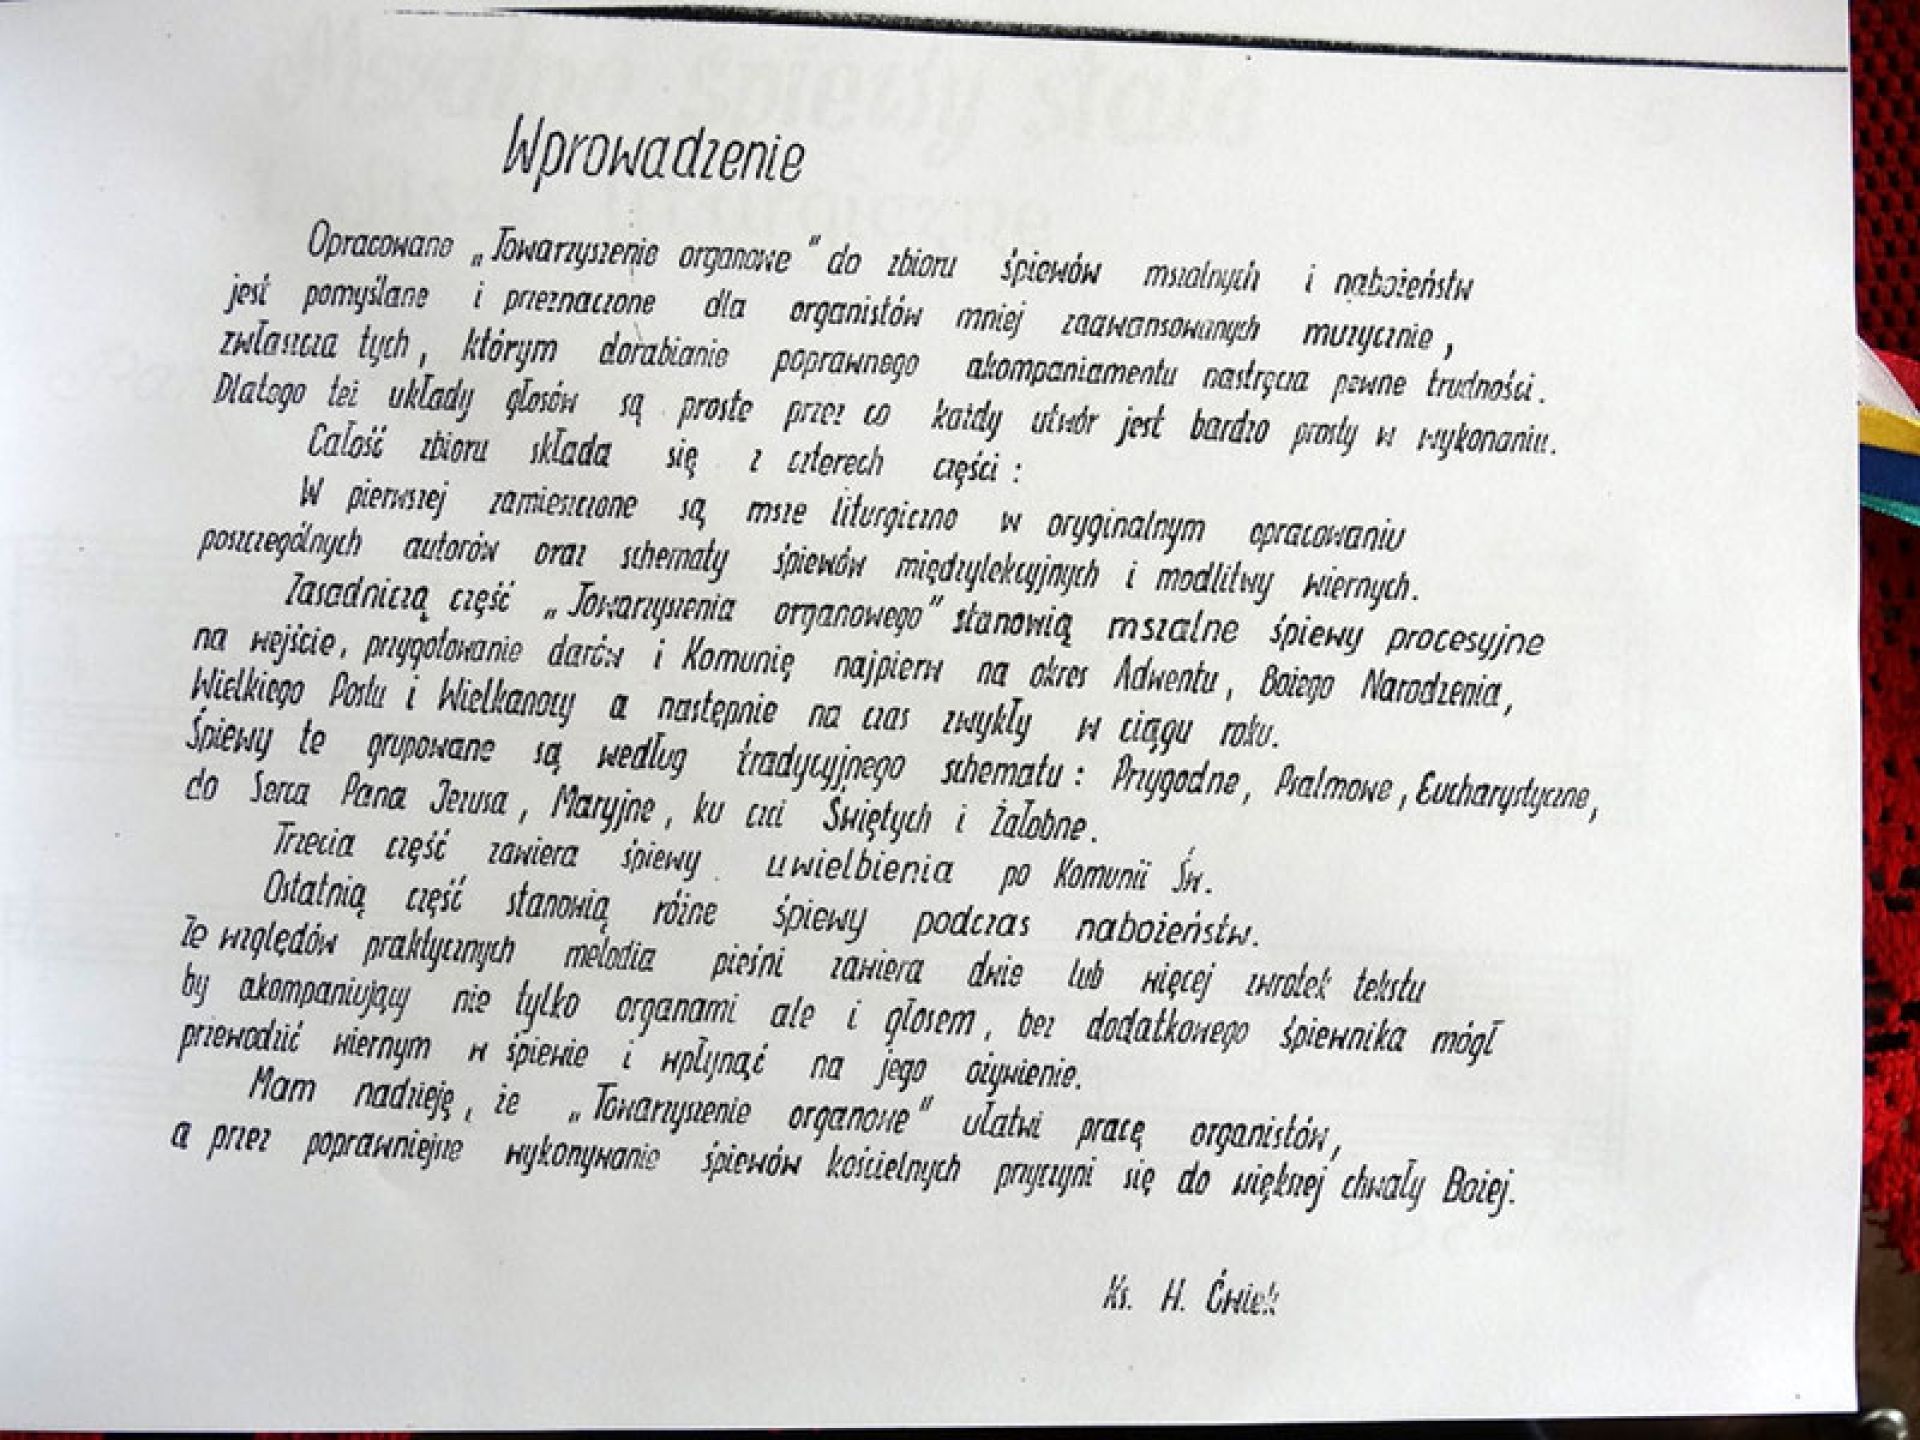 Wprowadzenie
Opracowane „Towarzyszenie organowe" do zbioru śpiewów mszalnych i nabożeństw
jest pomyślane i przeznaczone dla organistów mniej zaawansowanych muzycznie,
zwłaszcza tych, którym dorabianie poprawnego akompaniamentu nastręcza pewne trudności.
Dlatego też układy głosów są proste przez co każdy utwór jest bardzo prosty w wykonaniu.
Całość zbioru składa się z czterech części:
W pierwszej zamieszczone są msze liturgiczne w oryginalnym opracowaniu
poszczególnych autorów oraz schematy śpiewów międzylekcyjnych i modlitwy wiernych.
Zasadniczą część „Towarzyszenia organowego" stanowią mszalne śpiewy procesyjne
na wejście, przygotowanie darów i Komunię najpierw na okres Adwentu, Bożego Narodzenia,
Wielkiego Postu i Wielkanocy a następnie na czas zwykły w ciągu roku.
Śpiewy te grupowane są według tradycyjnego schematu: Przygodne, Psalmowe, Eucharystyczne,
do Serca Pana Jezusa, Maryjne, ku czci Świętych i Żałobne.
Trzecia część zawiera śpiewy uwielbienia po Komunii Św.
Ostatnią część stanowią różne śpiewy podczas nabożeństw.
Ze względów praktycznych melodia pieśni zawiera dwie lub więcej zwrotek tekstu
by akompaniujący nie tylko organami ale i głosem, bez dodatkowego śpiewnika mógł
przewodzić wiernym w śpiewie i wpłynąć na jego ożywienie.
Mam nadzieję, że „Towarzyszenie organowe" ułatwi pracę organistów,
a przez poprawniejsze wykonywanie śpiewów kościelnych przyczyni się do większej chwały Bożej.
Ks. H. Ćwiek